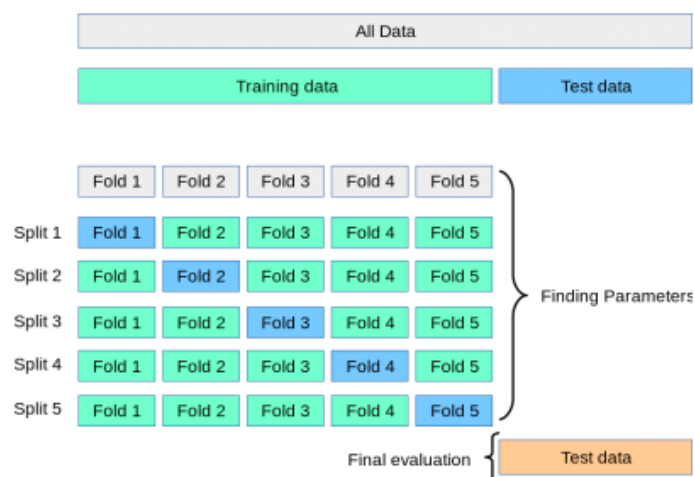 All Data
Training data Test data
Fold 1 Fold 2 Fold 3 Fold 4 Fold 5
Split 1 Fold 1 Fold 2 Fold 3 Fold 4 Fold 5
Split 2 Fold 1 Fold 2 Fold 3 Fold 4 Fold 5
Finding Parameters
Split 3 Fold 1 Fold 2 Fold 3 Fold 4 Fold 5
Split 4 Fold 1 Fold 2 Fold 3 Fold 4 Fold 5
Split 5 Fold 1 Fold 2 Fold 3 Fold 4 Fold 5
Final evaluation Test data